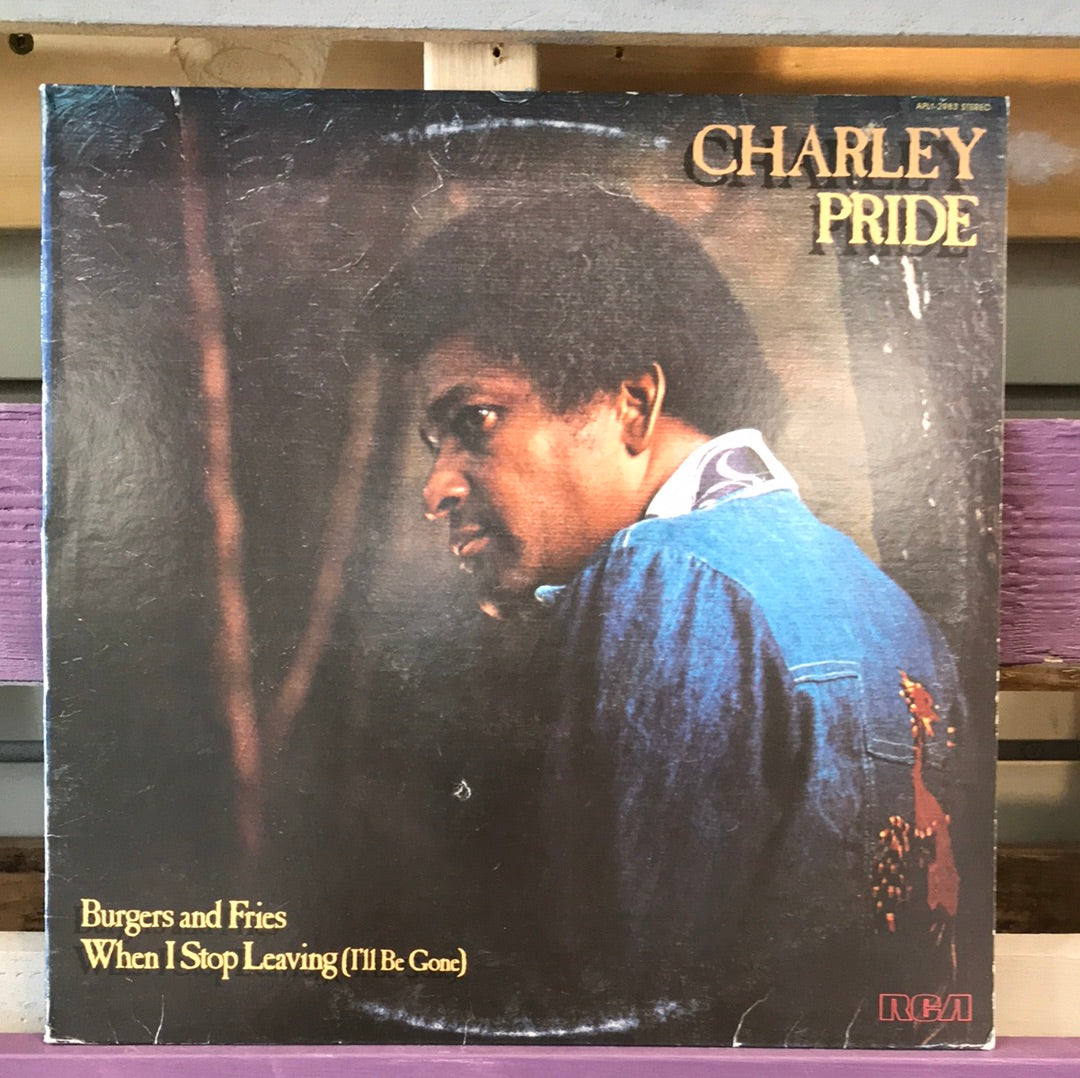 APL1-2983 STEREO
CHARLEY
PRIDE
Burgers and Fries
When I Stop Leaving (I'll Be Gone)
RCA